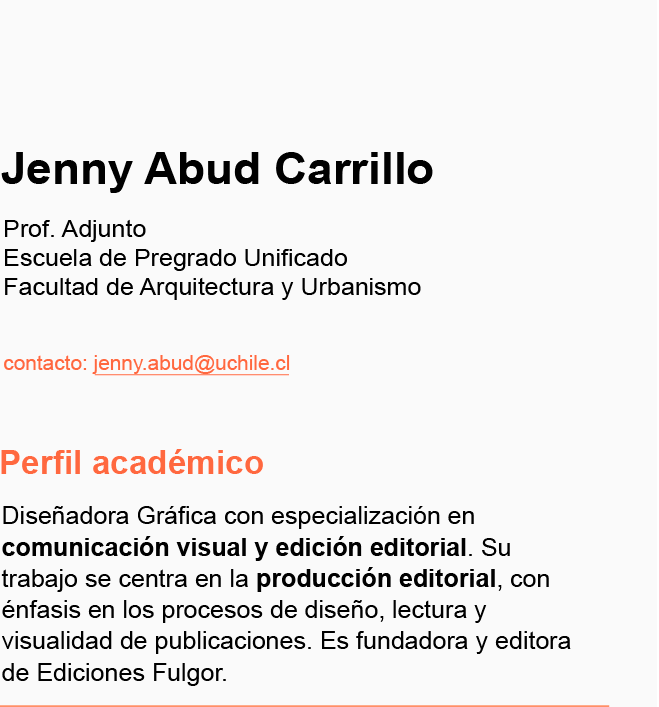 Jenny Abud Carrillo
Prof. Adjunto
Escuela de Pregrado Unificado
Facultad de Arquitectura y Urbanismo
contacto: jenny.abud@uchile.cl
Perfil académico
Diseñadora Gráfica con especialización en
comunicación visual y edición editorial. Su
trabajo se centra en la producción editorial, con
énfasis en los procesos de diseño, lectura y
visualidad de publicaciones. Es fundadora y editora
de Ediciones Fulgor.